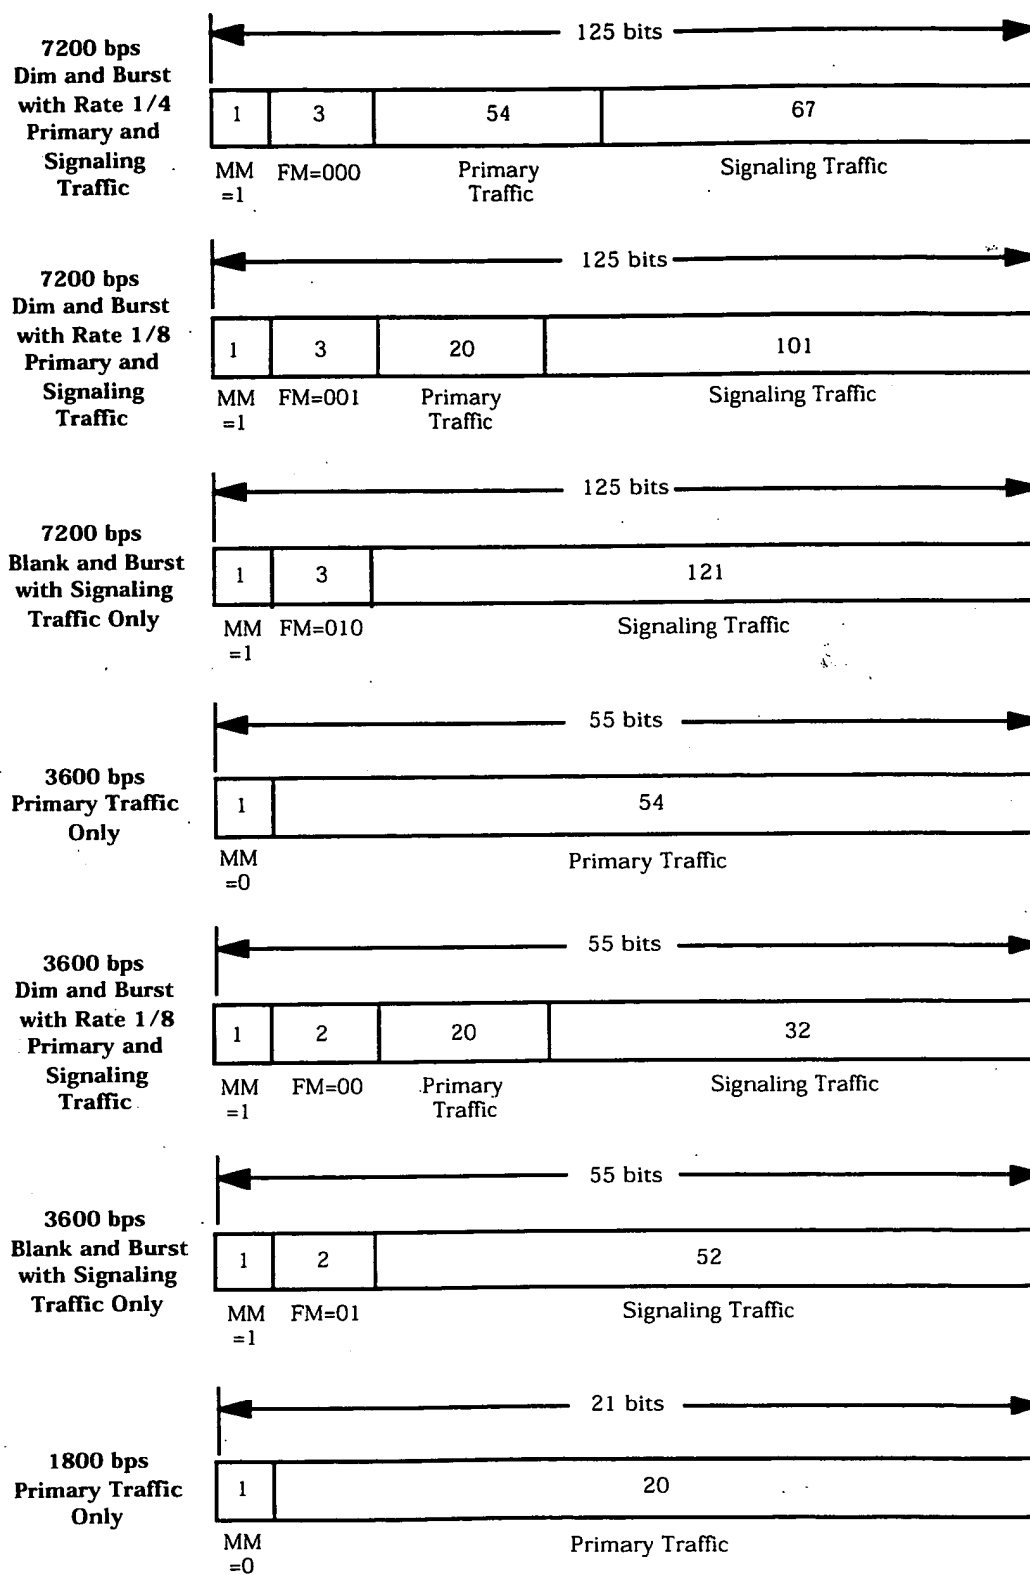 125 bits
7200 bps
Dim and Burst
with Rate 1/4
Primary and
Signaling
Traffic
1 3 54 67
MM
=1
FM=000
Primary
Traffic
Signaling Traffic
125 bits
7200 bps
Dim and Burst
with Rate 1/8
Primary and
Signaling
Traffic
1 3 20 101
MM
=1
FM=001
Primary
Traffic
Signaling Traffic
125 bits
7200 bps
Blank and Burst
with Signaling
Traffic Only
1 3 121
MM
=1
FM=010
Signaling Traffic
55 bits
3600 bps
Primary Traffic
Only
1 54
MM
=0
Primary Traffic
55 bits
3600 bps
Dim and Burst
with Rate 1/8
Primary and
Signaling
Traffic
1 2 20 32
MM
=1
FM=00
Primary
Traffic
Signaling Traffic
55 bits
3600 bps
Blank and Burst
with Signaling
Traffic Only
1 2 52
MM
=1
FM=01
Signaling Traffic
21 bits
1800 bps
Primary Traffic
Only
1 20
MM
=0
Primary Traffic